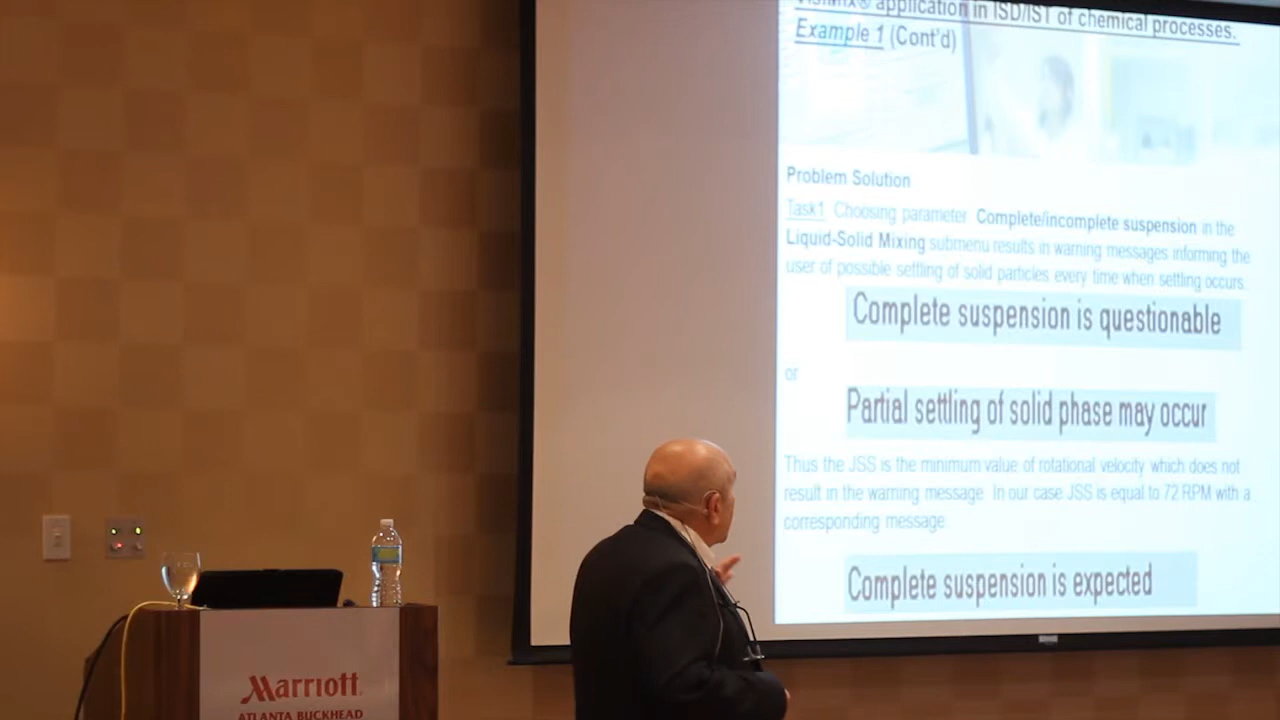 application in ISD/IST of chemical processes.
Example 1 (Cont'd)
Problem Solution
Task1 Choosing parameter Complete/incomplete suspension in the
Liquid-Solid Mixing submenu results in warning messages informing the
user of possible settling of solid particles every time when settling occurs:
Complete suspension is questionable
or
Partial settling of solid phase may occur
Thus the JSS is the minimum value of rotational velocity which does not
result in the warning message. In our case JSS is equal to 72 RPM with a
corresponding message:
Complete suspension is expected
Marriott
ATLANTA BUCKHEAD